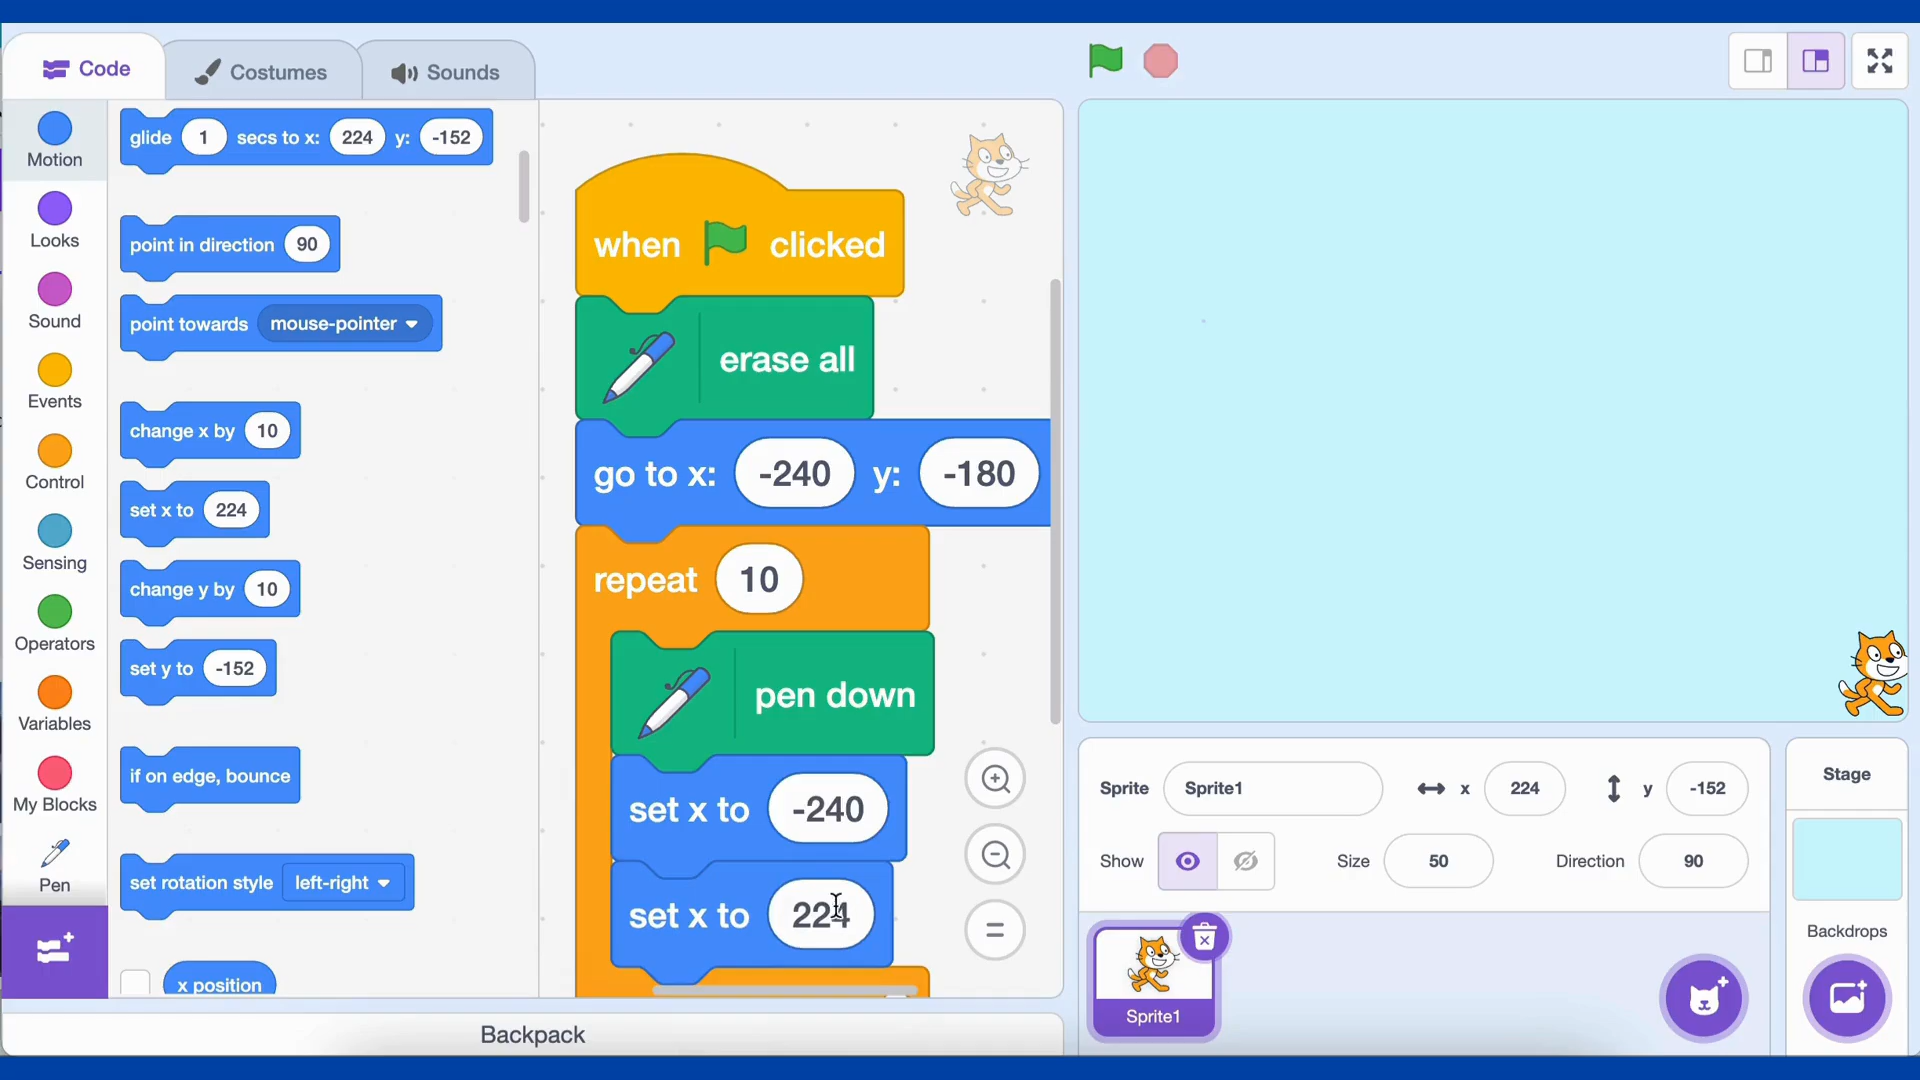 Code
Costumes
Sounds
Motion
Looks
Sound
Events
Control
Sensing
Operators
Variables
My Blocks
Pen
glide 1 secs to x: 224 y: -152
point in direction 90
point towards mouse-pointer
change x by 10
set x to 224
change y by 10
set y to -152
if on edge, bounce
set rotation style left-right
x position
when clicked
erase all
go to x: -240 y: -180
repeat 10
pen down
set x to -240
set x to 224
Backpack
Sprite Sprite1 x 224 y -152
Show Size 50 Direction 90
Sprite1
Stage
Backdrops